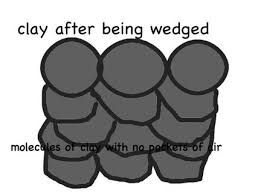 clay after being wedged
molecules of clay with no pockets of air